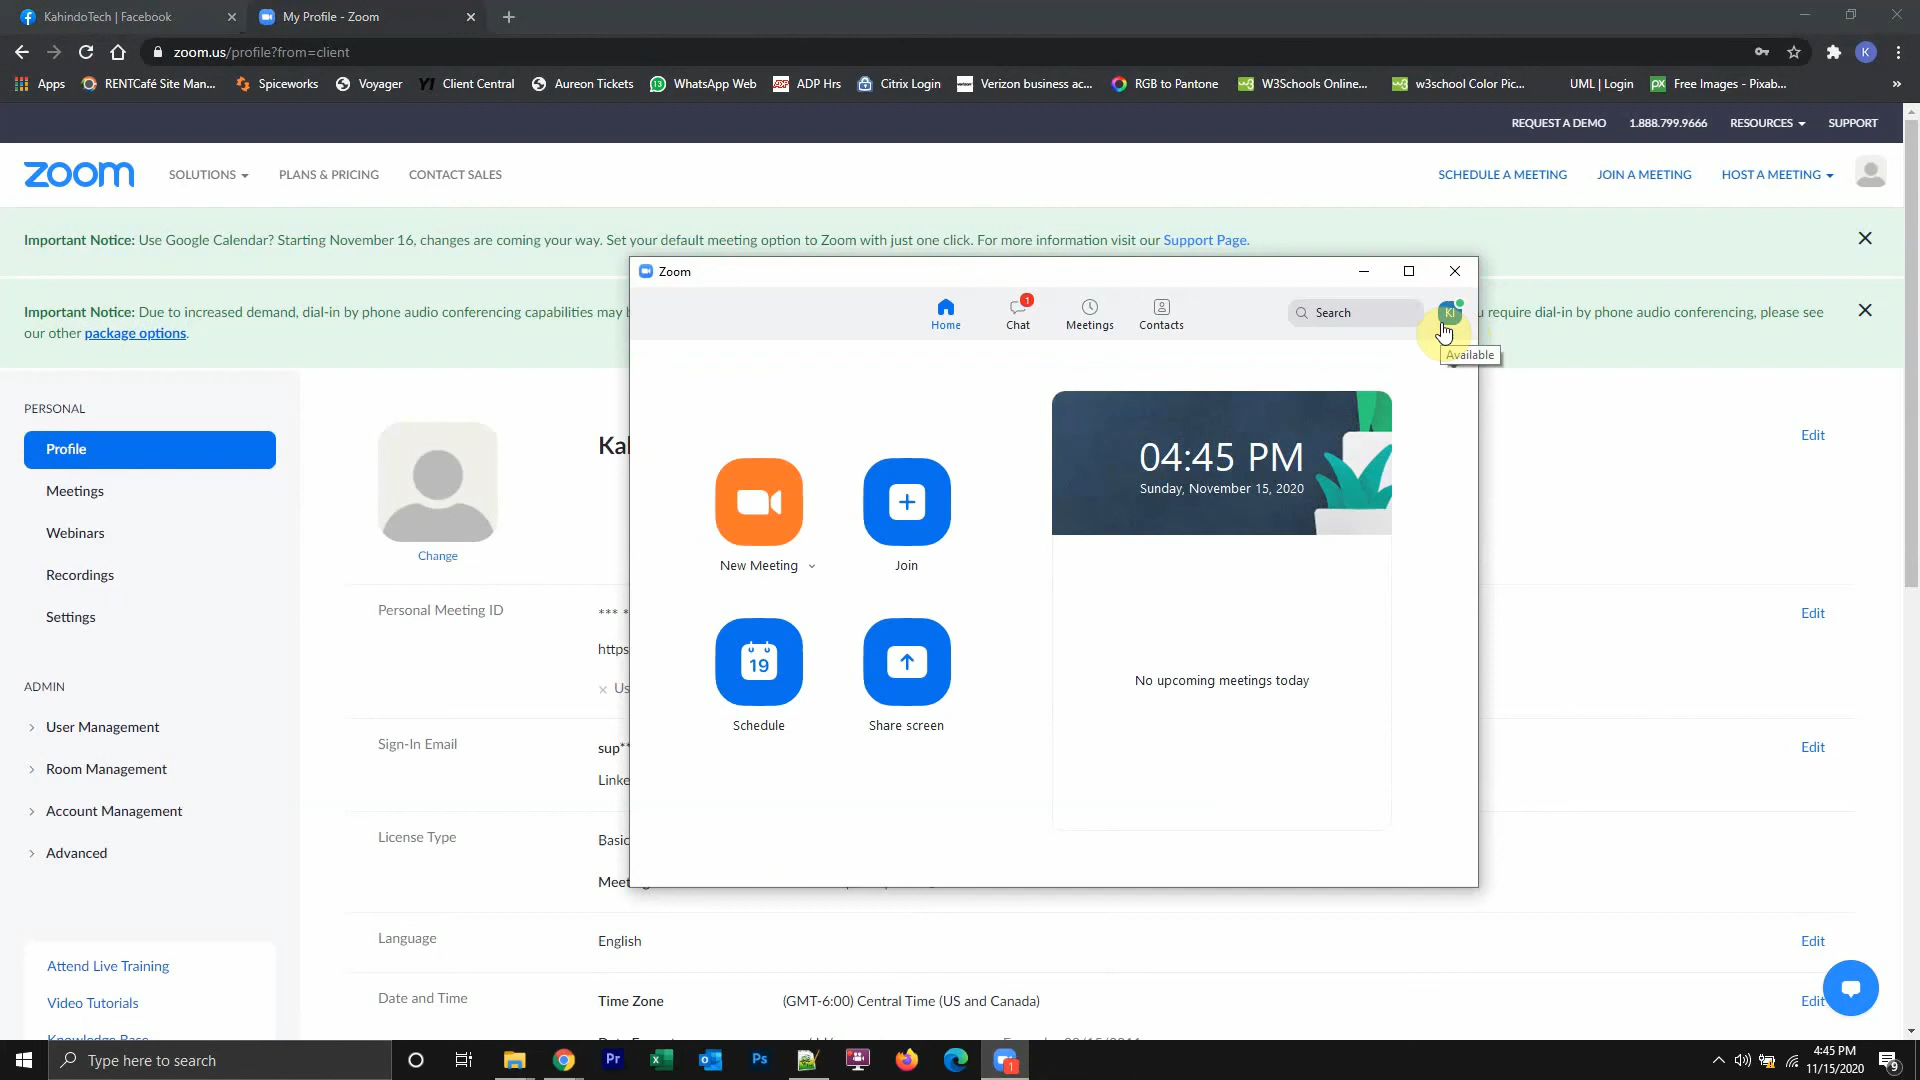 KahindoTech | Facebook
My Profile - Zoom
zoom.us/profile?from=client
K
Apps
RENTCafé Site Man...
Spiceworks
Voyager
Client Central
Aureon Tickets
WhatsApp Web
ADP Hrs
Citrix Login
Verizon business ac...
RGB to Pantone
W3Schools Online...
w3school Color Pic...
UML | Login
Free Images - Pixab...
»
REQUEST A DEMO
1.888.799.9666
RESOURCES
SUPPORT
zoom
SOLUTIONS
PLANS & PRICING
CONTACT SALES
SCHEDULE A MEETING
JOIN A MEETING
HOST A MEETING
Important Notice: Use Google Calendar? Starting November 16, changes are coming your way. Set your default meeting option to Zoom with just one click. For more information visit our Support Page.
Important Notice: Due to increased demand, dial-in by phone audio conferencing capabilities may b
u require dial-in by phone audio conferencing, please see
our other package options.
Zoom
Home
1
Chat
Meetings
Contacts
Search
KI
Available
04:45 PM
Sunday, November 15, 2020
New Meeting
Join
19
Schedule
Share screen
No upcoming meetings today
PERSONAL
Profile
Meetings
Webinars
Recordings
Settings
ADMIN
User Management
Room Management
Account Management
Advanced
Attend Live Training
Video Tutorials
Change
Kal
Edit
Personal Meeting ID
*** *
Edit
https
Us
Sign-In Email
sup**
Edit
Linke
License Type
Basic
Meet
Language
English
Edit
Date and Time
Time Zone
(GMT-6:00) Central Time (US and Canada)
Edit
Type here to search
Pr
Ps
1
4:45 PM
11/15/2020
9